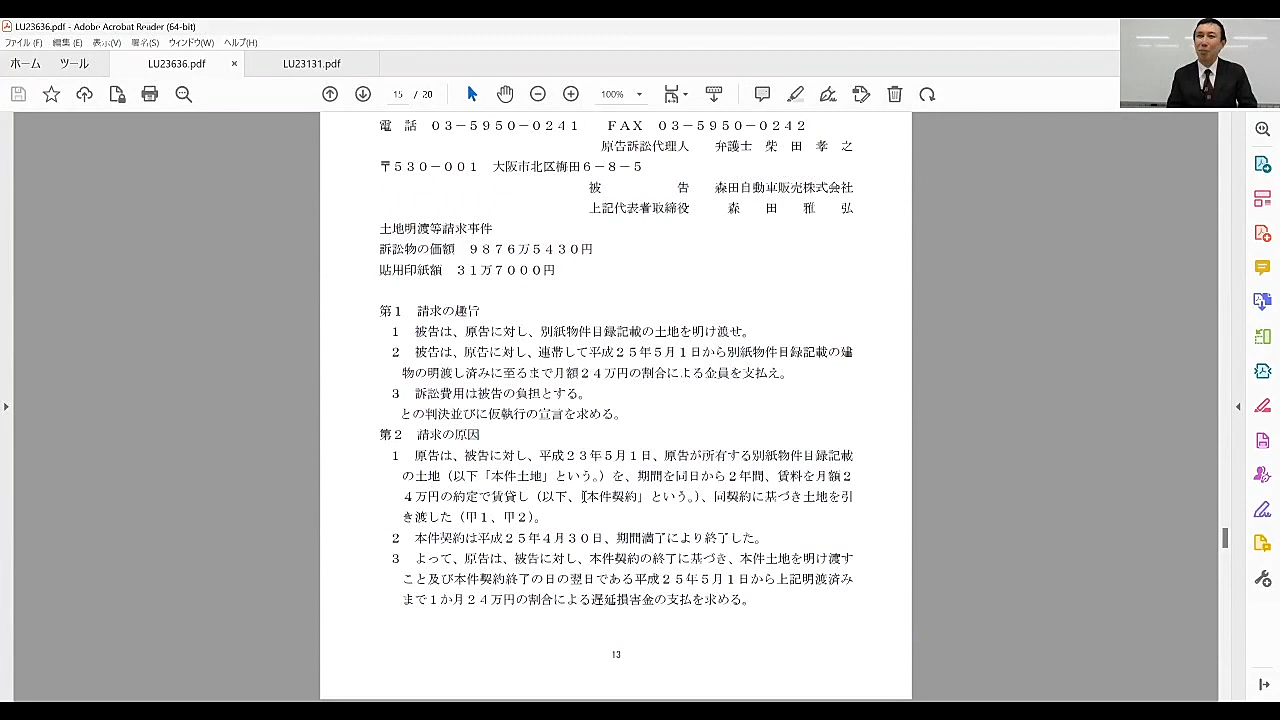 LU23636.pdf - Adobe Acrobat Reader (64-bit)
ファイル(F) 編集(E) 表示(V) 署名(S) ウィンドウ(W) ヘルプ(H)
ホーム ツール LU23636.pdf × LU23131.pdf
15 / 20 100%
電 話 03-5950-0241 FAX 03-5950-0242
原告訴訟代理人 弁護士 柴 田 孝 之
〒530-001 大阪市北区梅田6-8-5
被 告 森田自動車販売株式会社
上記代表者取締役 森 田 雅 弘
土地明渡等請求事件
訴訟物の価額 9876万5430円
貼用印紙額 31万7000円
第1 請求の趣旨
1 被告は、原告に対し、別紙物件目録記載の土地を明け渡せ。
2 被告は、原告に対し、連帯して平成25年5月1日から別紙物件目録記載の建
物の明渡し済みに至るまで月額24万円の割合による金員を支払え。
3 訴訟費用は被告の負担とする。
との判決並びに仮執行の宣言を求める。
第2 請求の原因
1 原告は、被告に対し、平成23年5月1日、原告が所有する別紙物件目録記載
の土地(以下「本件土地」という。)を、期間を同日から2年間、賃料を月額2
4万円の約定で賃貸し(以下、「本件契約」という。)、同契約に基づき土地を引
き渡した(甲1、甲2)。
2 本件契約は平成25年4月30日、期間満了により終了した。
3 よって、原告は、被告に対し、本件契約の終了に基づき、本件土地を明け渡す
こと及び本件契約終了の日の翌日である平成25年5月1日から上記明渡済み
まで1か月24万円の割合による遅延損害金の支払を求める。
13